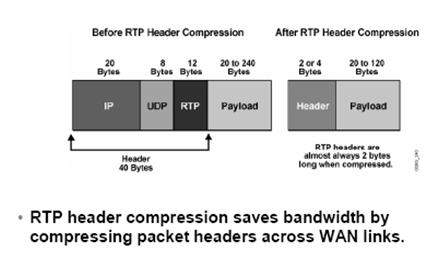 Before RTP Header Compression
After RTP Header Compression
20 Bytes
8 Bytes
12 Bytes
20 to 240 Bytes
2 or 4 Bytes
20 to 120 Bytes
IP
UDP
RTP
Payload
Header
Payload
Header
40 Bytes
RTP headers are
almost always 2 bytes
long when compressed.
• RTP header compression saves bandwidth by
compressing packet headers across WAN links.